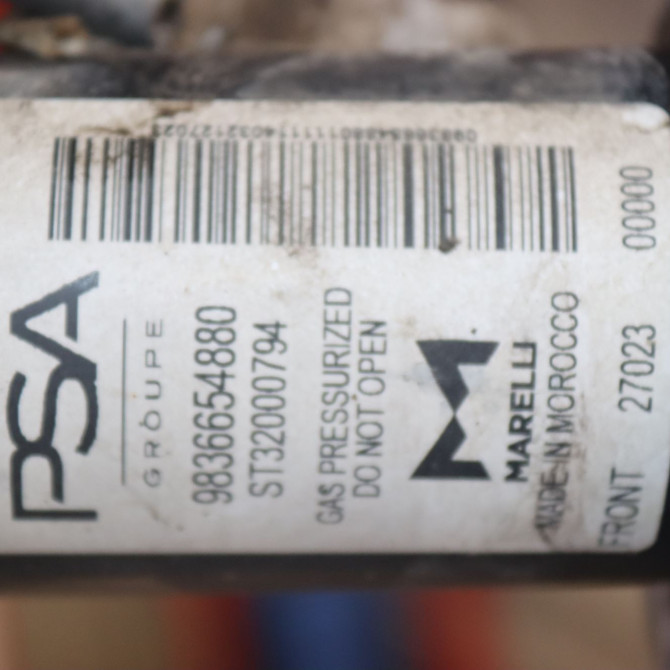 PSA
GROUPE
9836654880
ST32000794
GAS PRESSURIZED
DO NOT OPEN
MARELLI
MADE IN MOROCCO
FRONT 27023 00000